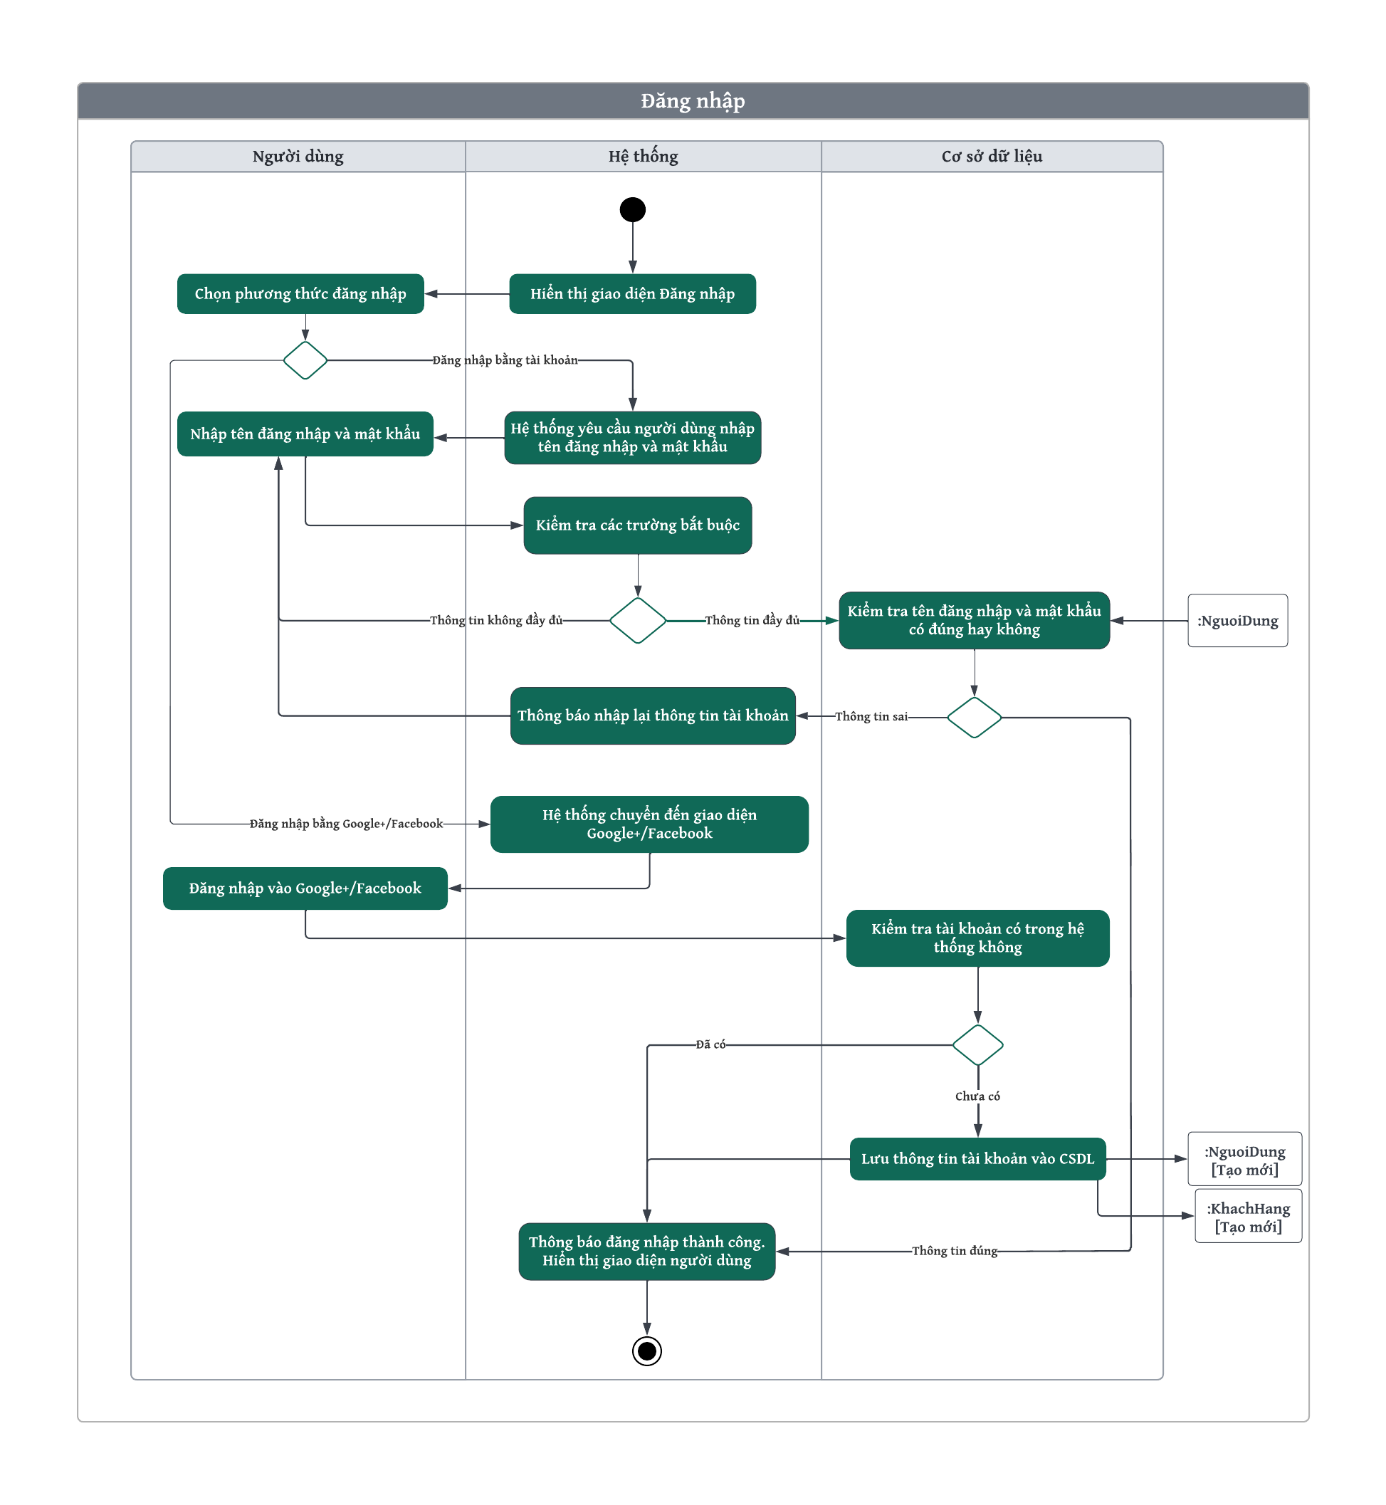 Đăng nhập
Người dùng
Hệ thống
Cơ sở dữ liệu
Chọn phương thức đăng nhập
Hiển thị giao diện Đăng nhập
Đăng nhập bằng tài khoản
Nhập tên đăng nhập và mật khẩu
Hệ thống yêu cầu người dùng nhập
tên đăng nhập và mật khẩu
Kiểm tra các trường bắt buộc
Thông tin không đầy đủ
Thông tin đầy đủ
Kiểm tra tên đăng nhập và mật khẩu
có đúng hay không
:NguoiDung
Thông báo nhập lại thông tin tài khoản
Thông tin sai
Đăng nhập bằng Google+/Facebook
Hệ thống chuyển đến giao diện
Google+/Facebook
Đăng nhập vào Google+/Facebook
Kiểm tra tài khoản có trong hệ
thống không
Đã có
Chưa có
Lưu thông tin tài khoản vào CSDL
:NguoiDung
[Tạo mới]
:KhachHang
[Tạo mới]
Thông báo đăng nhập thành công.
Hiển thị giao diện người dùng
Thông tin đúng